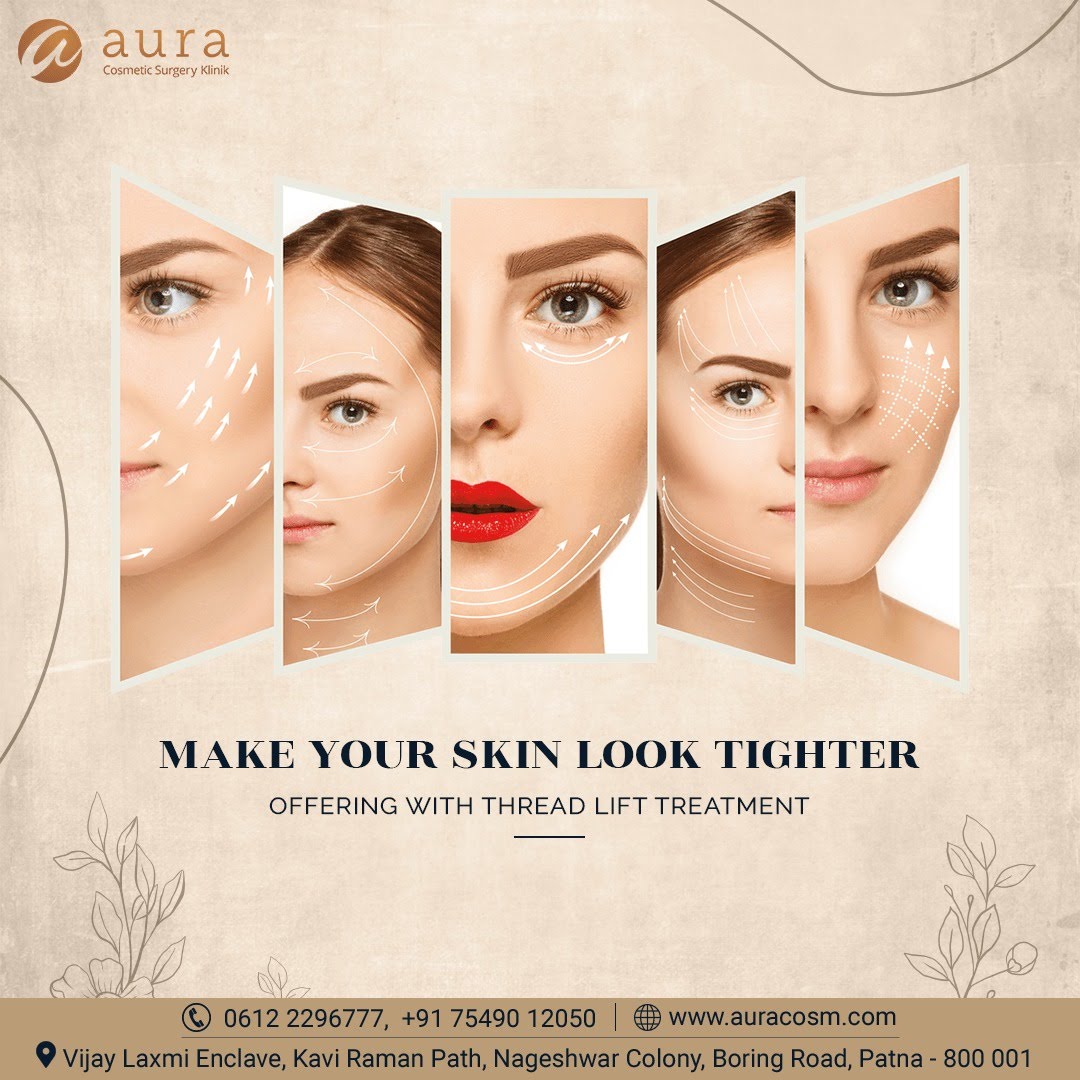 aura
Cosmetic Surgery Klinik
MAKE YOUR SKIN LOOK TIGHTER
OFFERING WITH THREAD LIFT TREATMENT
0612 2296777, +91 75490 12050 | www.auracosm.com
Vijay Laxmi Enclave, Kavi Raman Path, Nageshwar Colony, Boring Road, Patna - 800 001